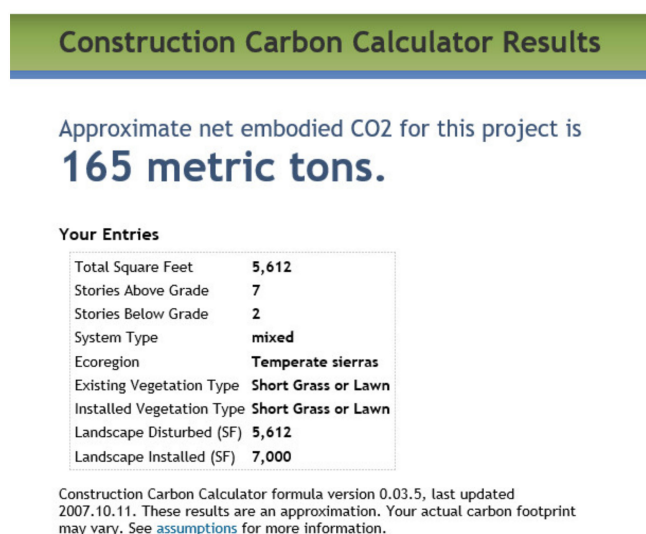 Construction Carbon Calculator Results
Approximate net embodied CO2 for this project is
165 metric tons.
Your Entries
Total Square Feet 5,612
Stories Above Grade 7
Stories Below Grade 2
System Type mixed
Ecoregion Temperate sierras
Existing Vegetation Type Short Grass or Lawn
Installed Vegetation Type Short Grass or Lawn
Landscape Disturbed (SF) 5,612
Landscape Installed (SF) 7,000
Construction Carbon Calculator formula version 0.03.5, last updated
2007.10.11. These results are an approximation. Your actual carbon footprint
may vary. See assumptions for more information.